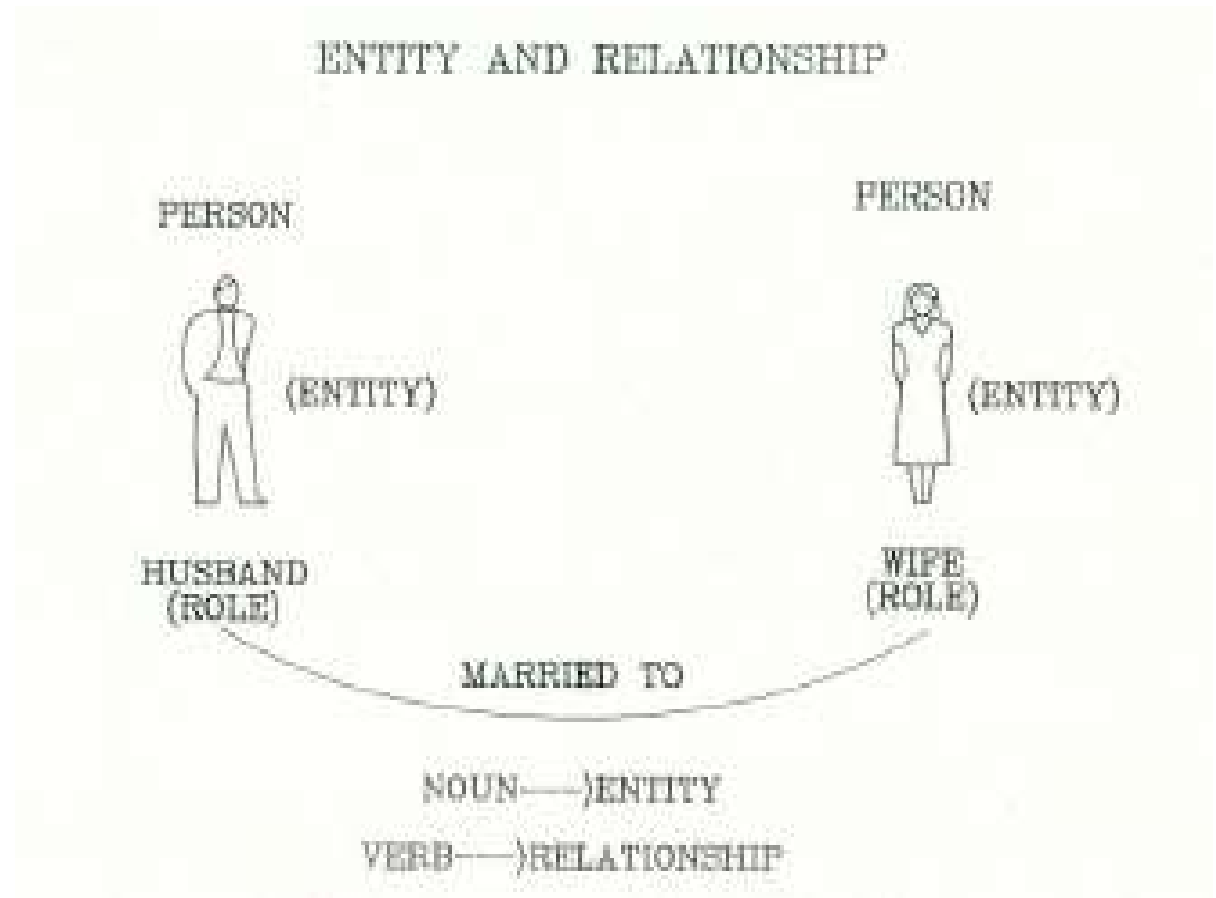 ENTITY AND RELATIONSHIP
PERSON
PERSON
(ENTITY)
(ENTITY)
HUSBAND
(ROLE)
WIFE
(ROLE)
MARRIED TO
NOUN——>ENTITY
VERB——>RELATIONSHIP